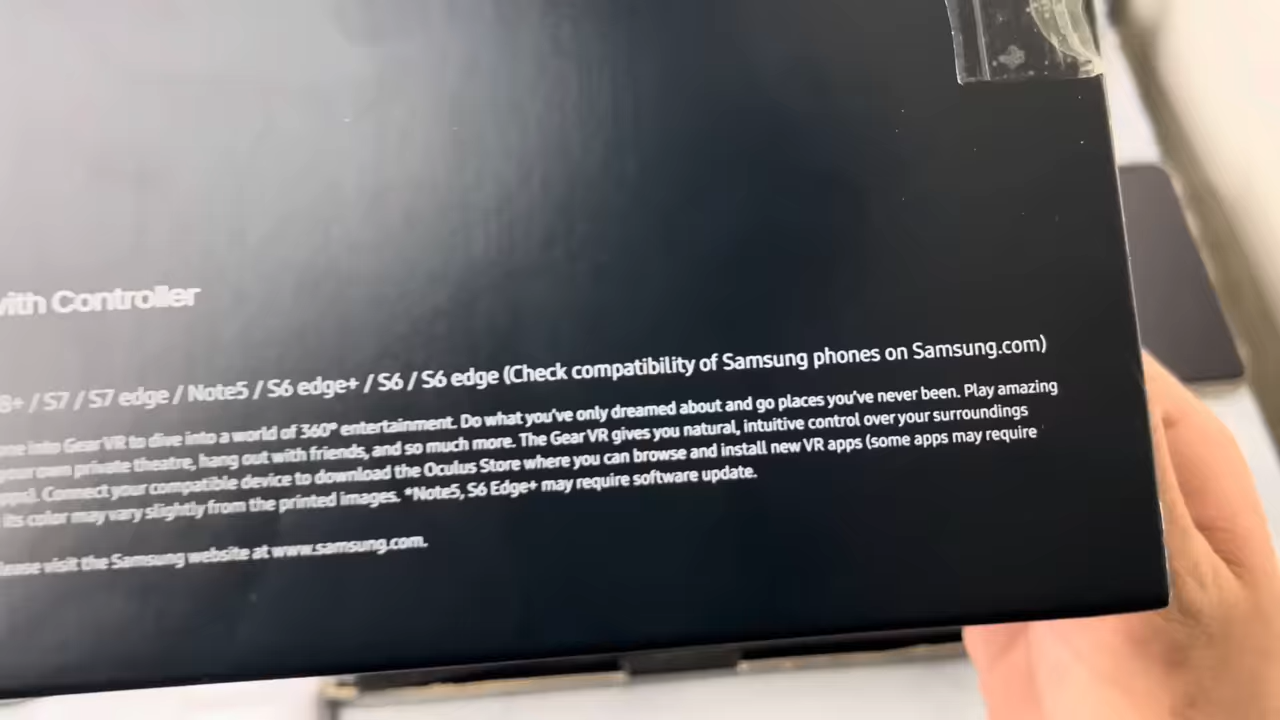 with Controller
8+ / S7 / S7 edge / Note5 / S6 edge+ / S6 / S6 edge (Check compatibility of Samsung phones on Samsung.com)
into Gear VR to dive into a world of 360° entertainment. Do what you've only dreamed about and go places you've never been. Play amazing
your own private theatre, hang out with friends, and so much more. The Gear VR gives you natural, intuitive control over your surroundings
Connect your compatible device to download the Oculus Store where you can browse and install new VR apps (some apps may require
its color may vary slightly from the printed images. *Note5, S6 Edge+ may require software update.
please visit the Samsung website at www.samsung.com.